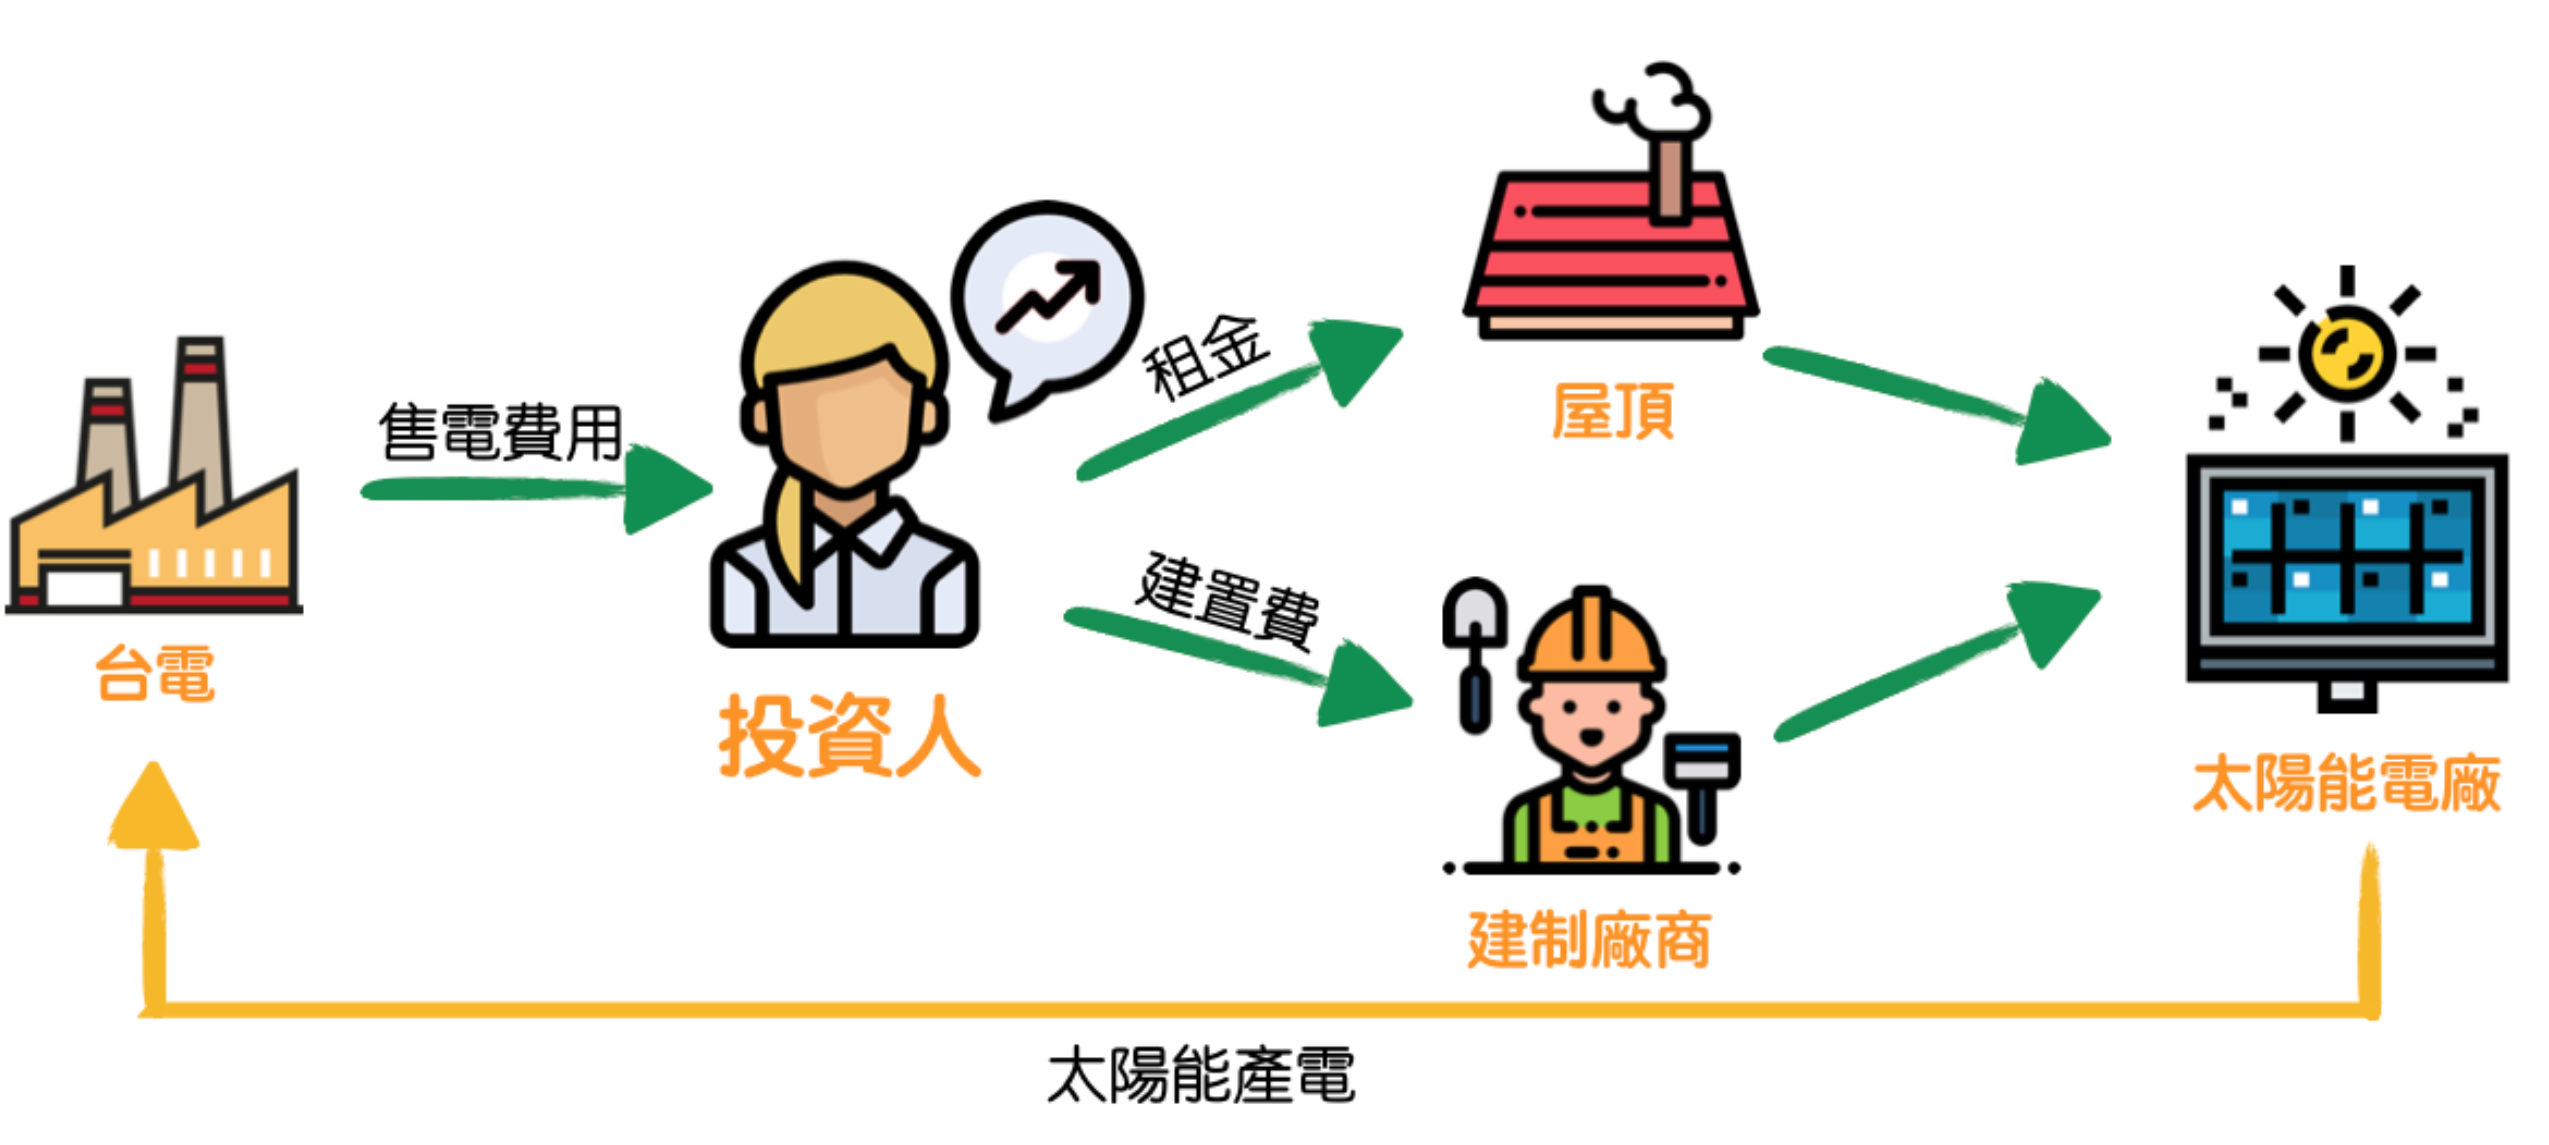 售電費用
台電
投資人
租金
建置費
屋頂
建制廠商
太陽能電廠
太陽能產電